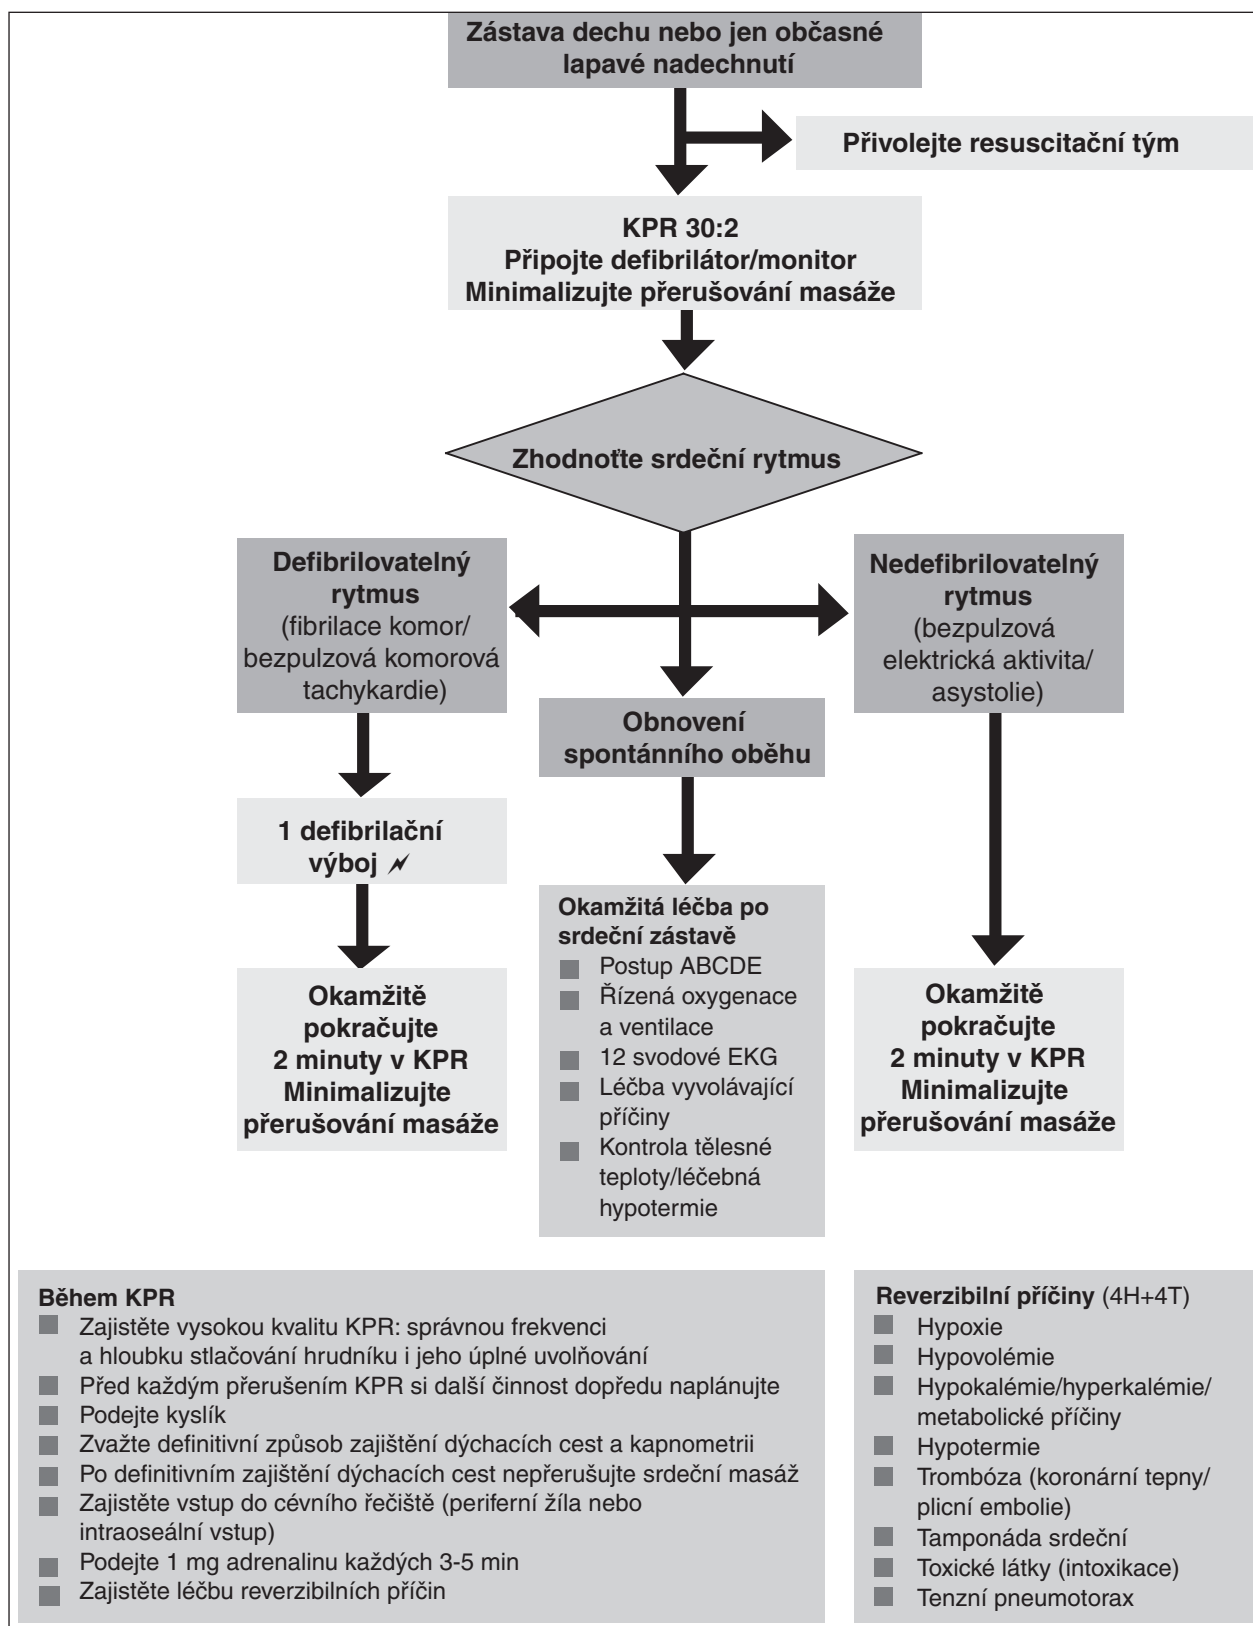 Zástava dechu nebo jen občasné
lapavé nadechnutí
Přivolejte resuscitační tým
KPR 30:2
Připojte defibrilátor/monitor
Minimalizujte přerušování masáže
Zhodnoťte srdeční rytmus
Defibrilovatelný
rytmus
(fibrilace komor/
bezpulzová komorová
tachykardie)
1 defibrilační
výboj
Okamžitě
pokračujte
2 minuty v KPR
Minimalizujte
přerušování masáže
Obnovení
spontánního oběhu
Okamžitá léčba po
srdeční zástavě
Postup ABCDE
Řízená oxygenace
a ventilace
12 svodové EKG
Léčba vyvolávající
příčiny
Kontrola tělesné
teploty/léčebná
hypotermie
Nedefibrilovatelný
rytmus
(bezpulzová
elektrická aktivita/
asystolie)
Okamžitě
pokračujte
2 minuty v KPR
Minimalizujte
přerušování masáže
Během KPR
Zajistěte vysokou kvalitu KPR: správnou frekvenci
a hloubku stlačování hrudníku i jeho úplné uvolňování
Před každým přerušením KPR si další činnost dopředu naplánujte
Podejte kyslík
Zvažte definitivní způsob zajištění dýchacích cest a kapnometrii
Po definitivním zajištění dýchacích cest nepřerušujte srdeční masáž
Zajistěte vstup do cévního řečiště (periferní žíla nebo
intraoseální vstup)
Podejte 1 mg adrenalinu každých 3-5 min
Zajistěte léčbu reverzibilních příčin
Reverzibilní příčiny (4H+4T)
Hypoxie
Hypovolémie
Hypokalémie/hyperkalémie/
metabolické příčiny
Hypotermie
Trombóza (koronární tepny/
plicní embolie)
Tamponáda srdeční
Toxické látky (intoxikace)
Tenzní pneumotorax